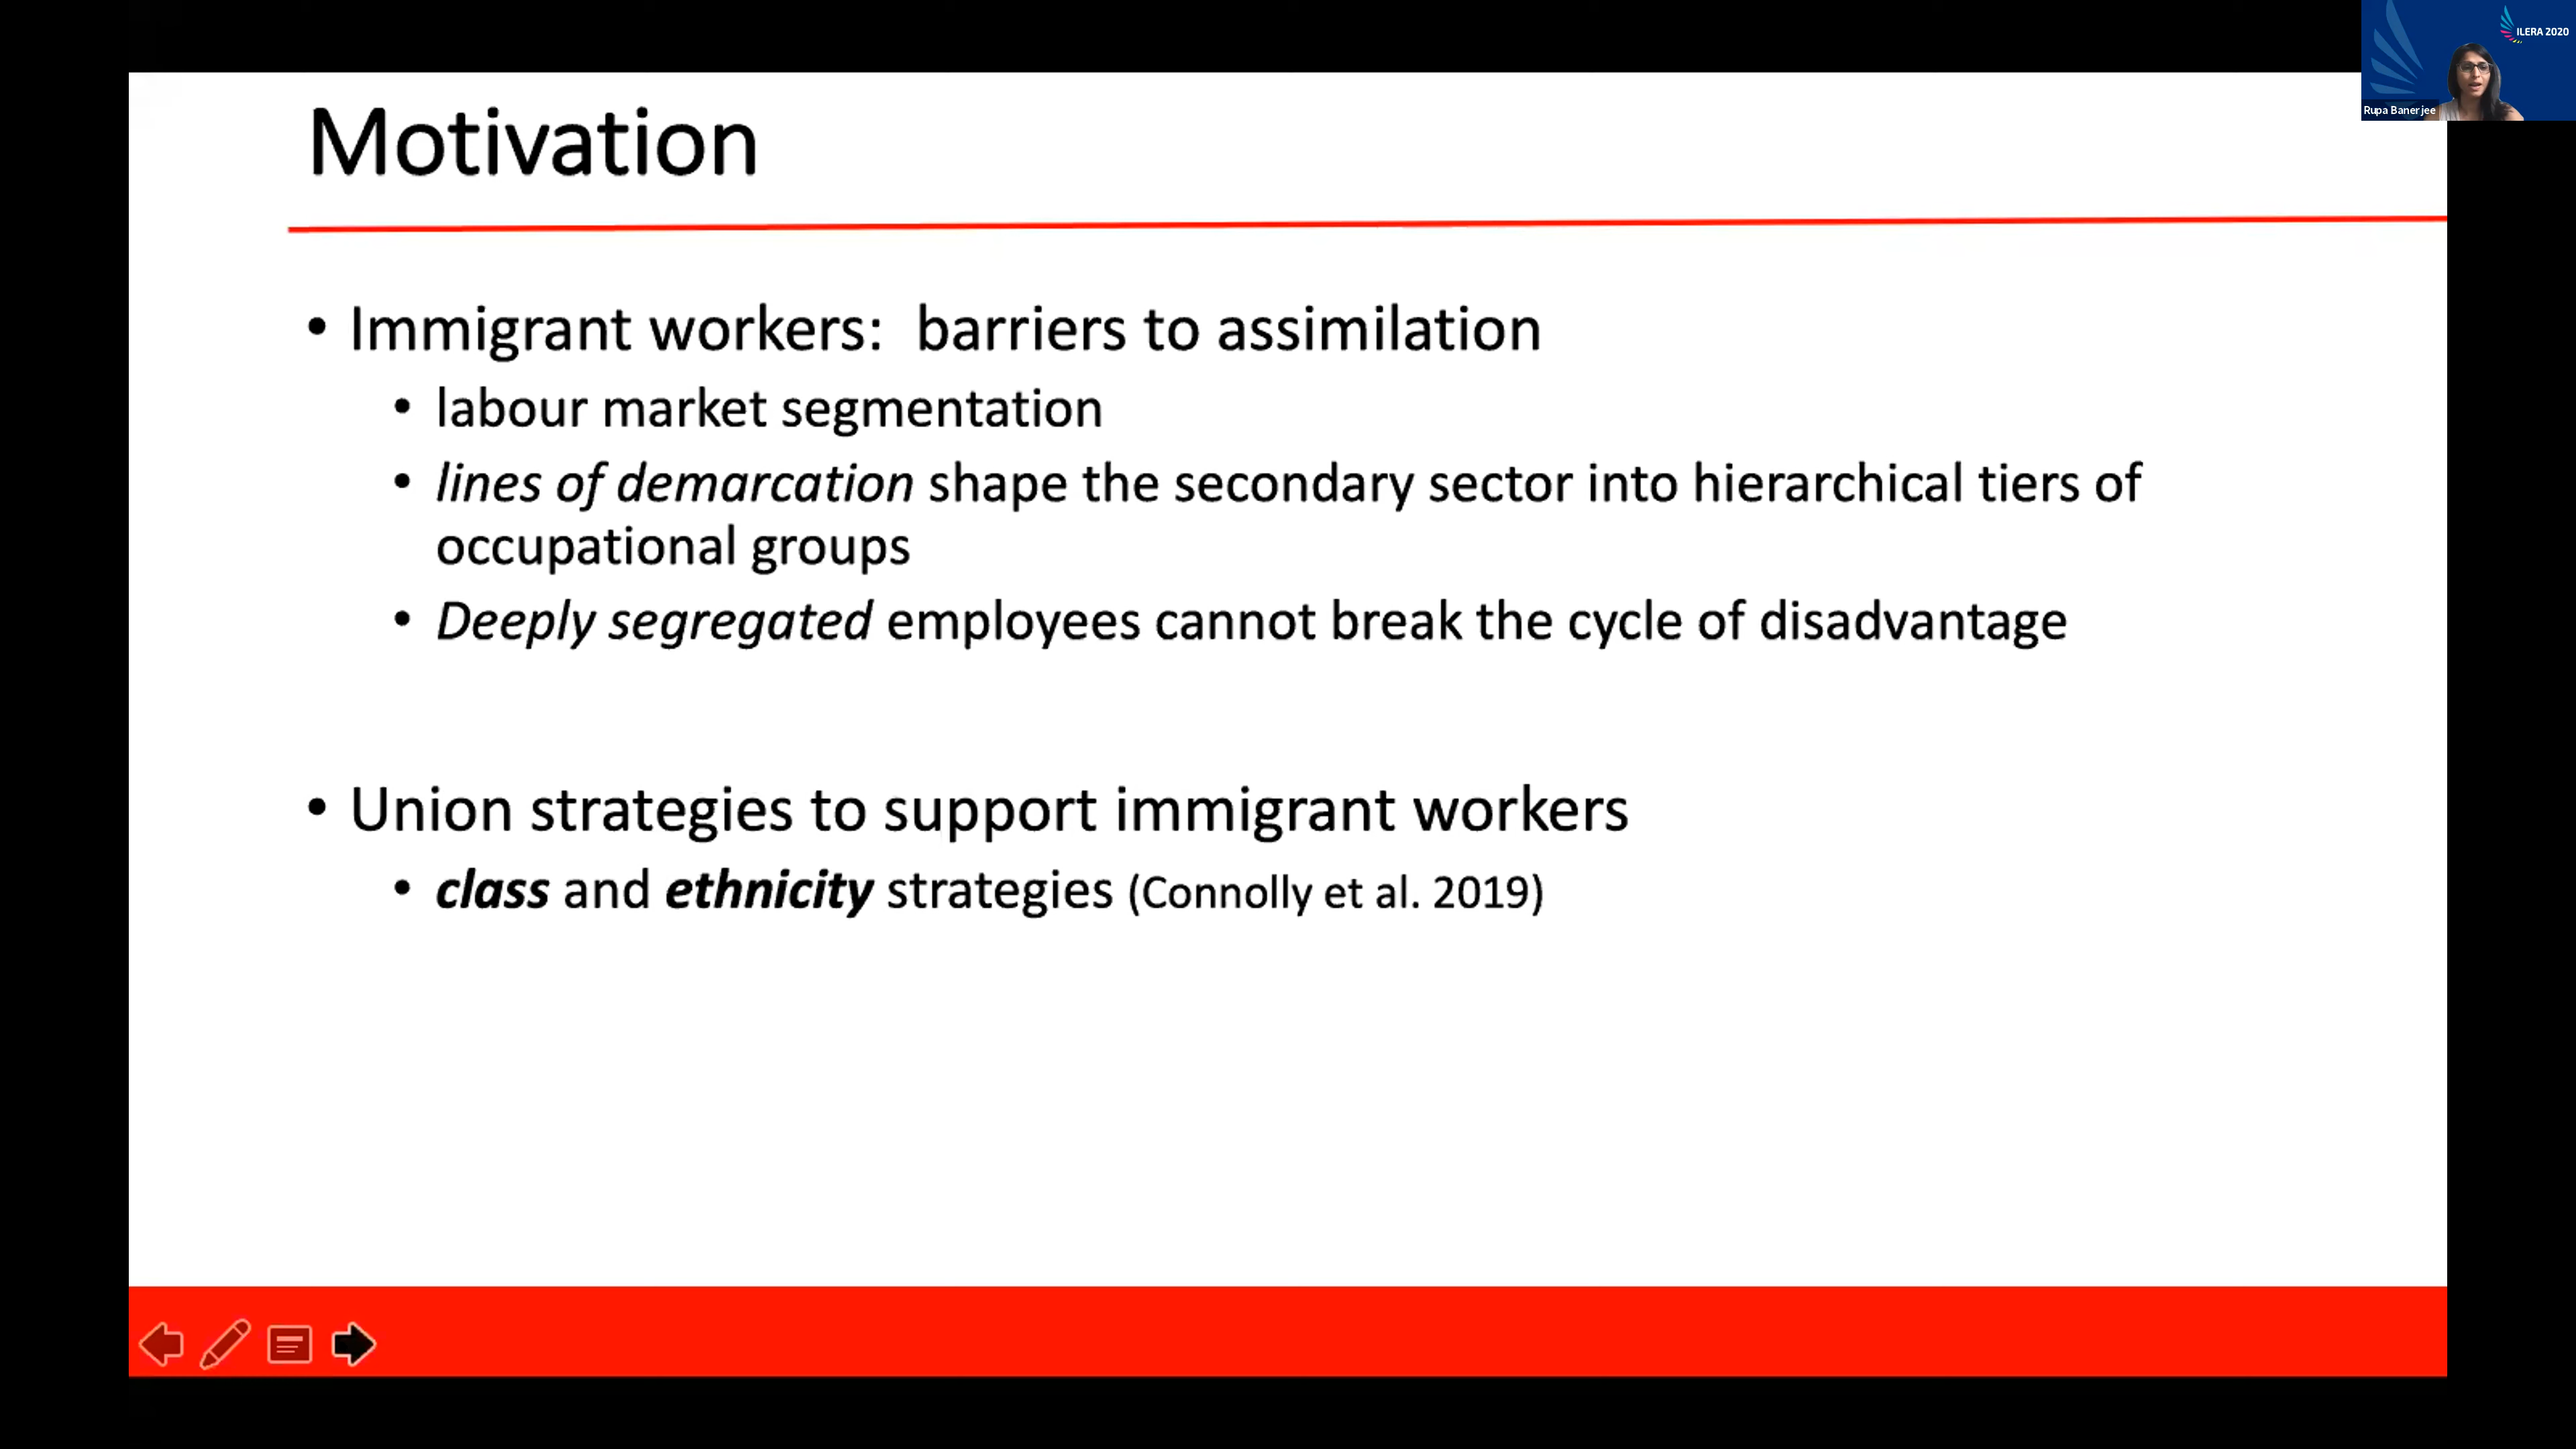 Motivation
• Immigrant workers:  barriers to assimilation
• labour market segmentation
• lines of demarcation shape the secondary sector into hierarchical tiers of
occupational groups
• Deeply segregated employees cannot break the cycle of disadvantage
• Union strategies to support immigrant workers
• class and ethnicity strategies (Connolly et al. 2019)
ILERA 2020
Rupa Banerjee